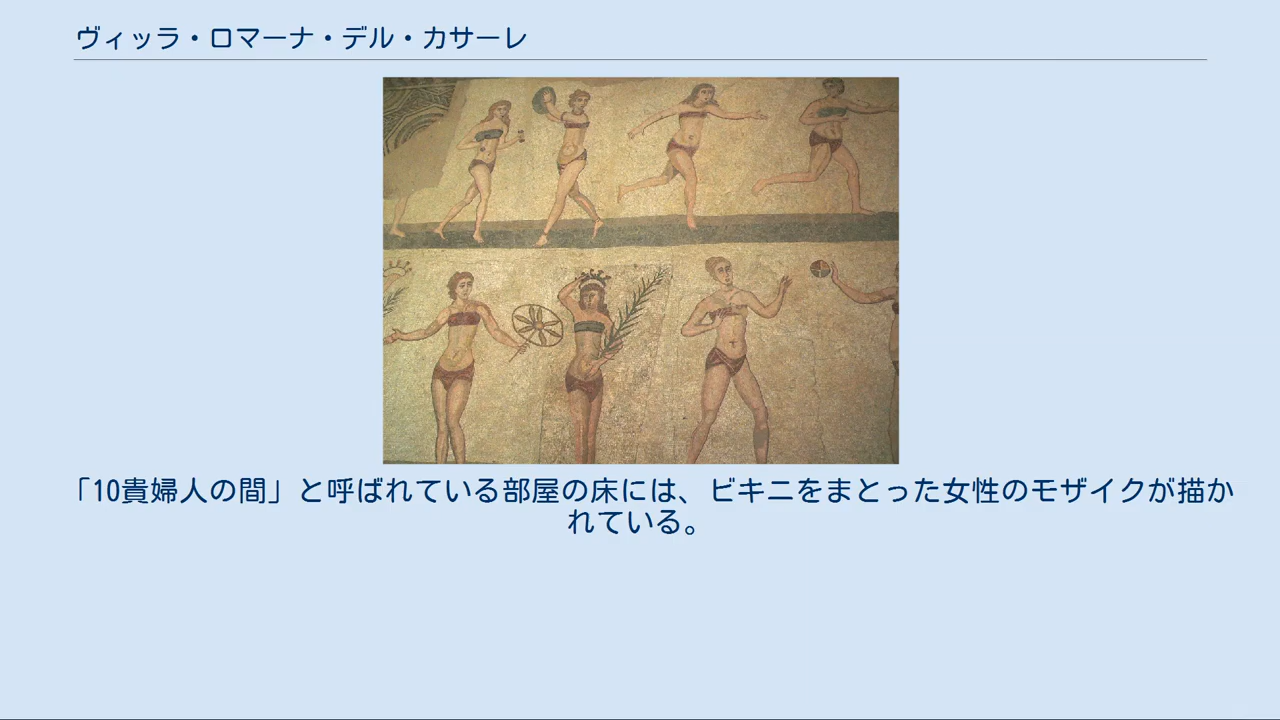 ヴィッラ・ロマーナ・デル・カサーレ
「10貴婦人の間」と呼ばれている部屋の床には、ビキニをまとった女性のモザイクが描か
れている。